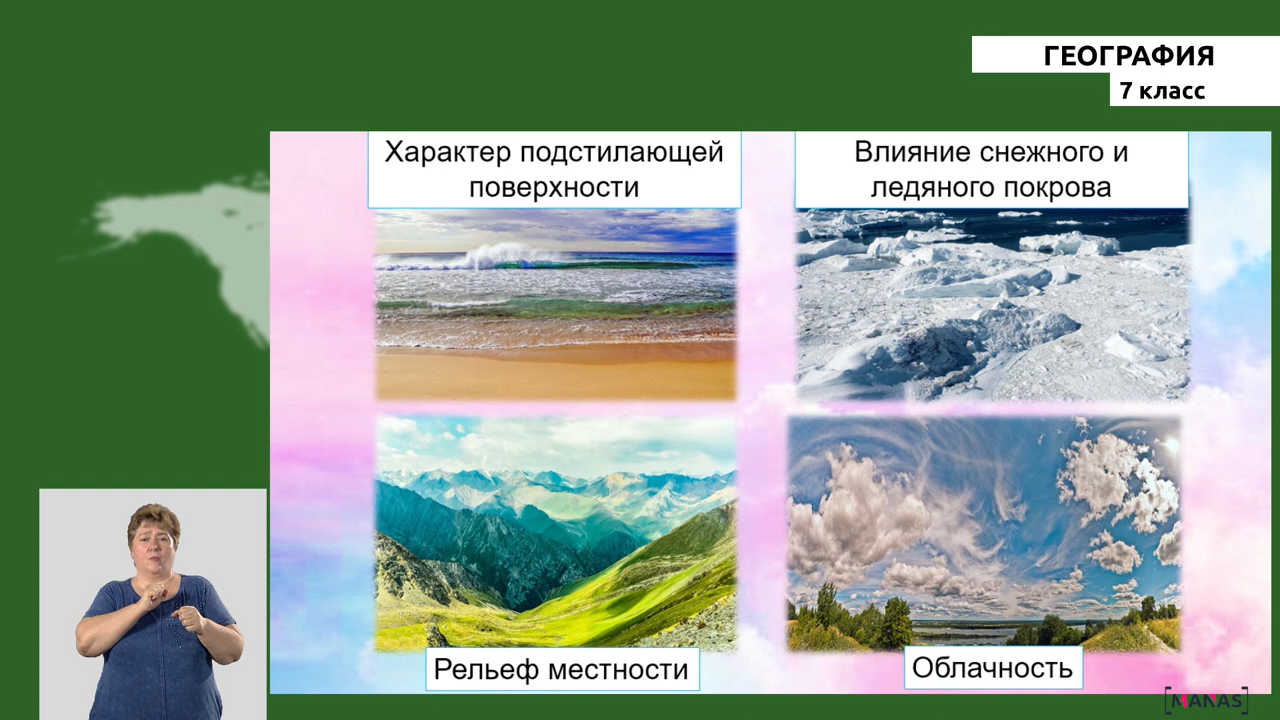 ГЕОГРАФИЯ
7 класс
Характер подстилающей
поверхности
Влияние снежного и
ледяного покрова
Рельеф местности
Облачность
[MANAS]